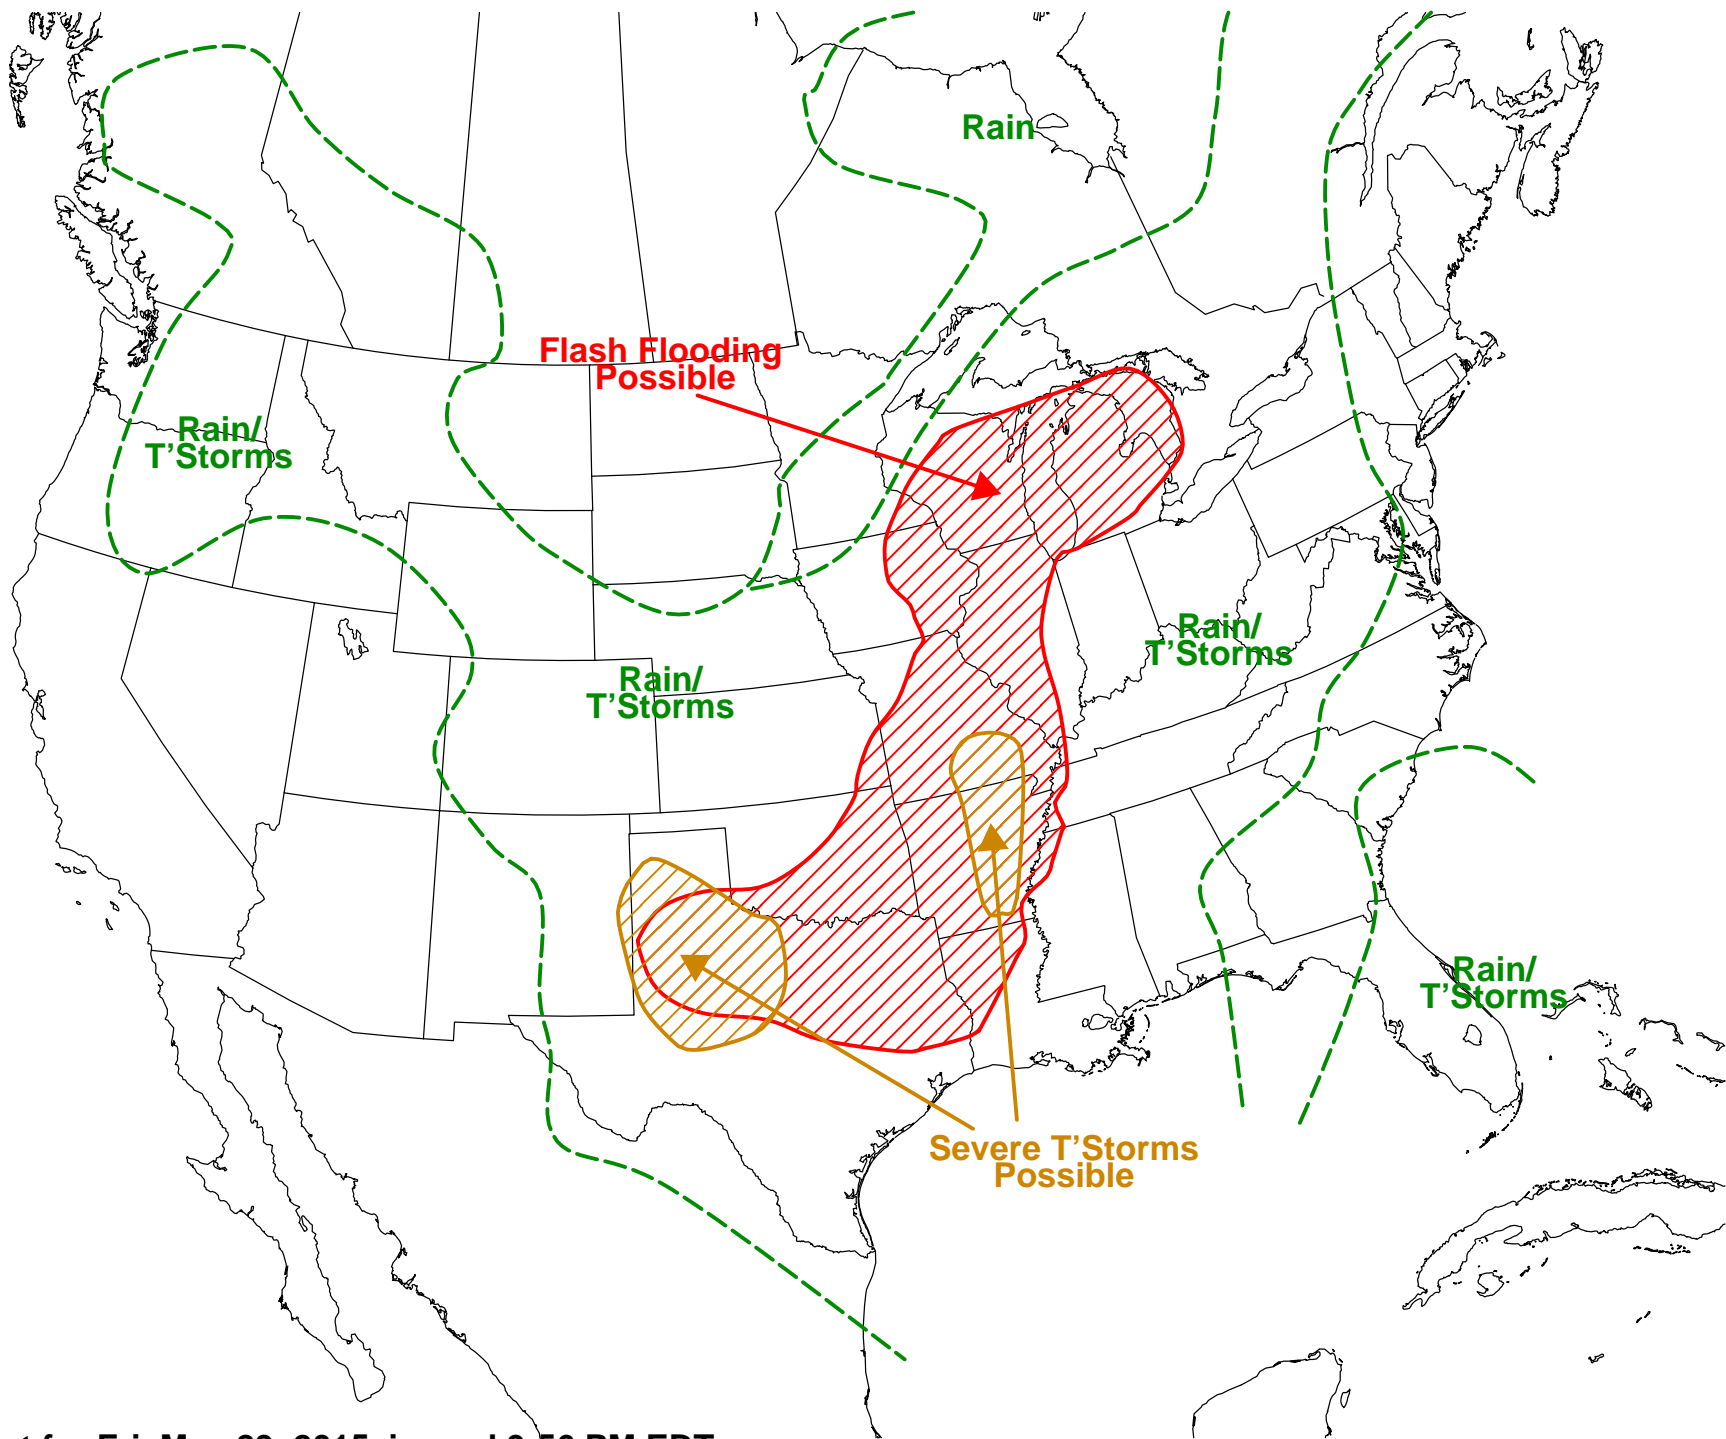 Rain
Flash Flooding
Possible
Rain/
T’Storms
Rain/
T’Storms
Rain/
T’Storms
Rain/
T’Storms
Severe T’Storms
Possible